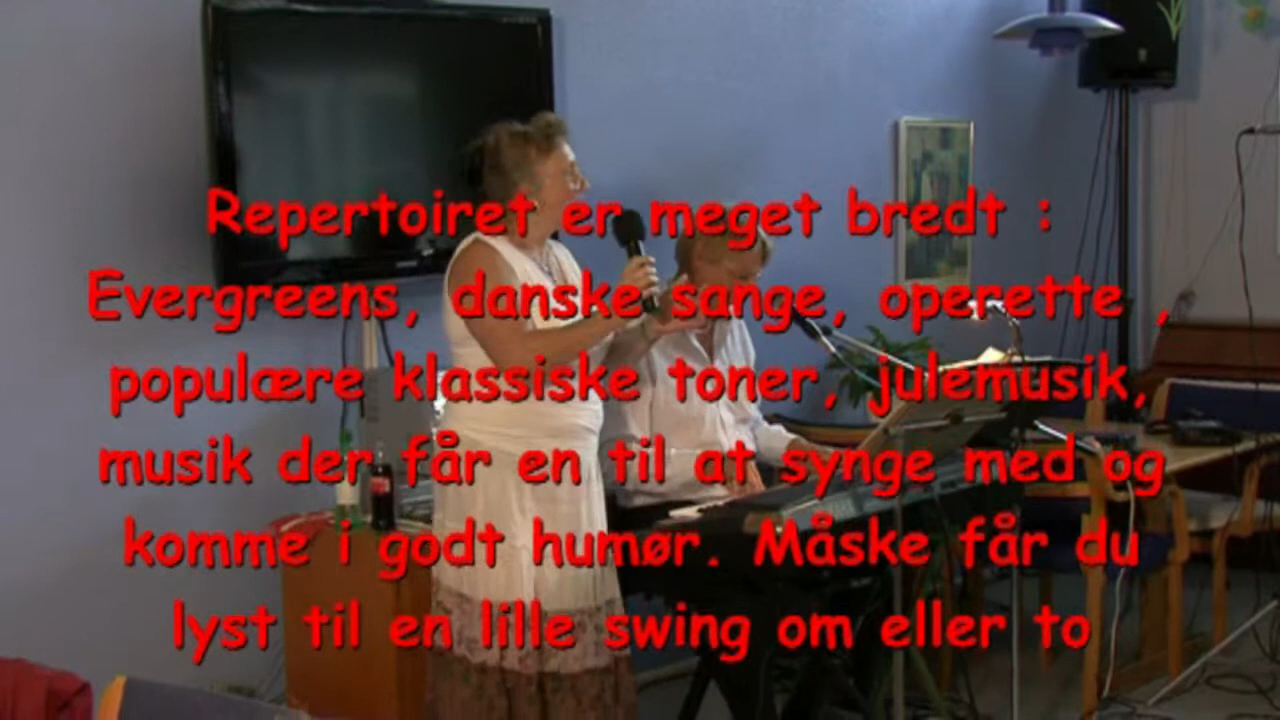 Repertoiret er meget bredt :
Evergreens, danske sange, operette ,
populære klassiske toner, julemusik,
musik der får en til at synge med og
komme i godt humør. Måske får du
lyst til en lille swing om eller to